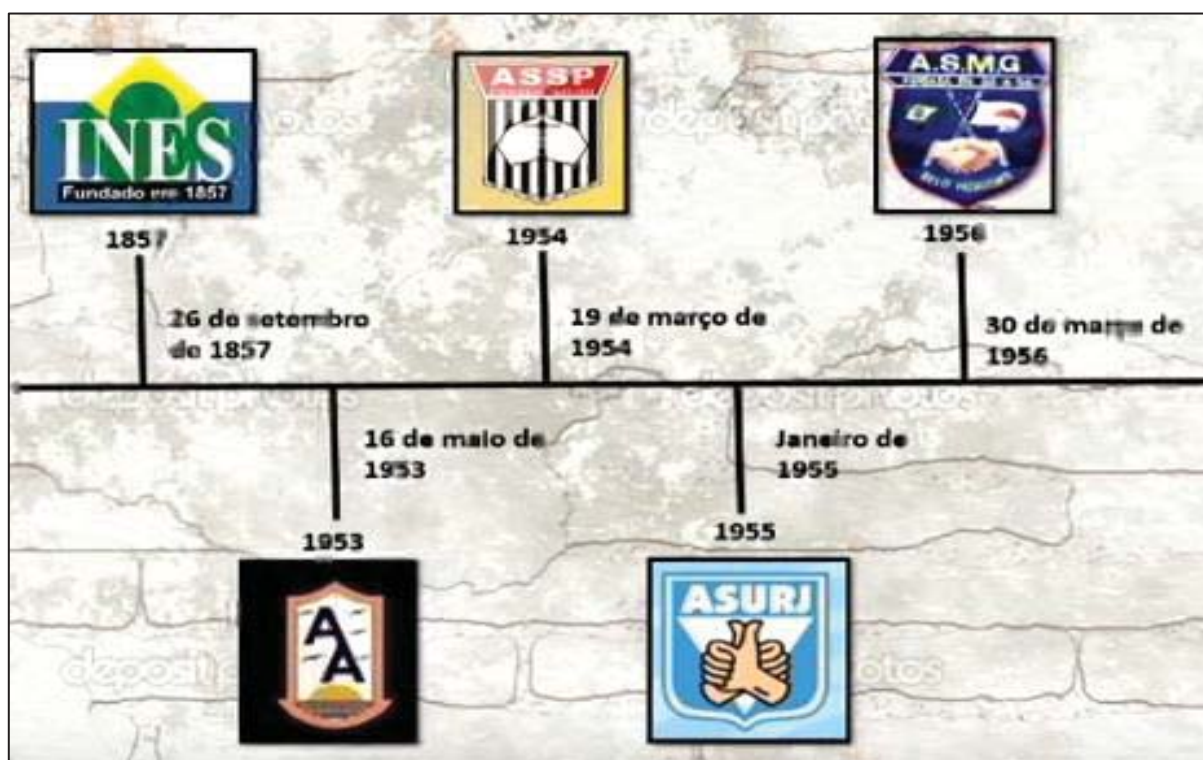 INES
Fundado em 1857
1857
26 de setembro
de 1857
ASSP
1954
19 de março de
1954
A.S.M.G
1956
30 de março de
1956
16 de maio de
1953
1953
A
A
Janeiro de
1955
1955
ASURJ
depositphotos